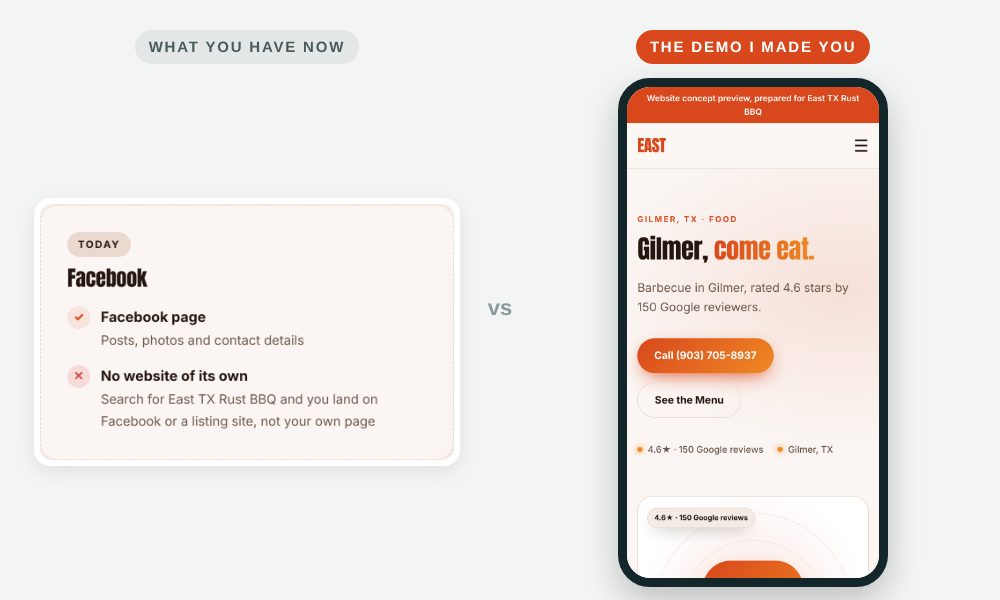 WHAT YOU HAVE NOW
TODAY
Facebook
Facebook page
Posts, photos and contact details
No website of its own
Search for East TX Rust BBQ and you land on
Facebook or a listing site, not your own page
vs
THE DEMO I MADE YOU
Website concept preview, prepared for East TX Rust
BBQ
EAST
GILMER, TX · FOOD
Gilmer, come eat.
Barbecue in Gilmer, rated 4.6 stars by
150 Google reviewers.
Call (903) 705-8937
See the Menu
4.6★ · 150 Google reviews
Gilmer, TX
4.6★ · 150 Google reviews